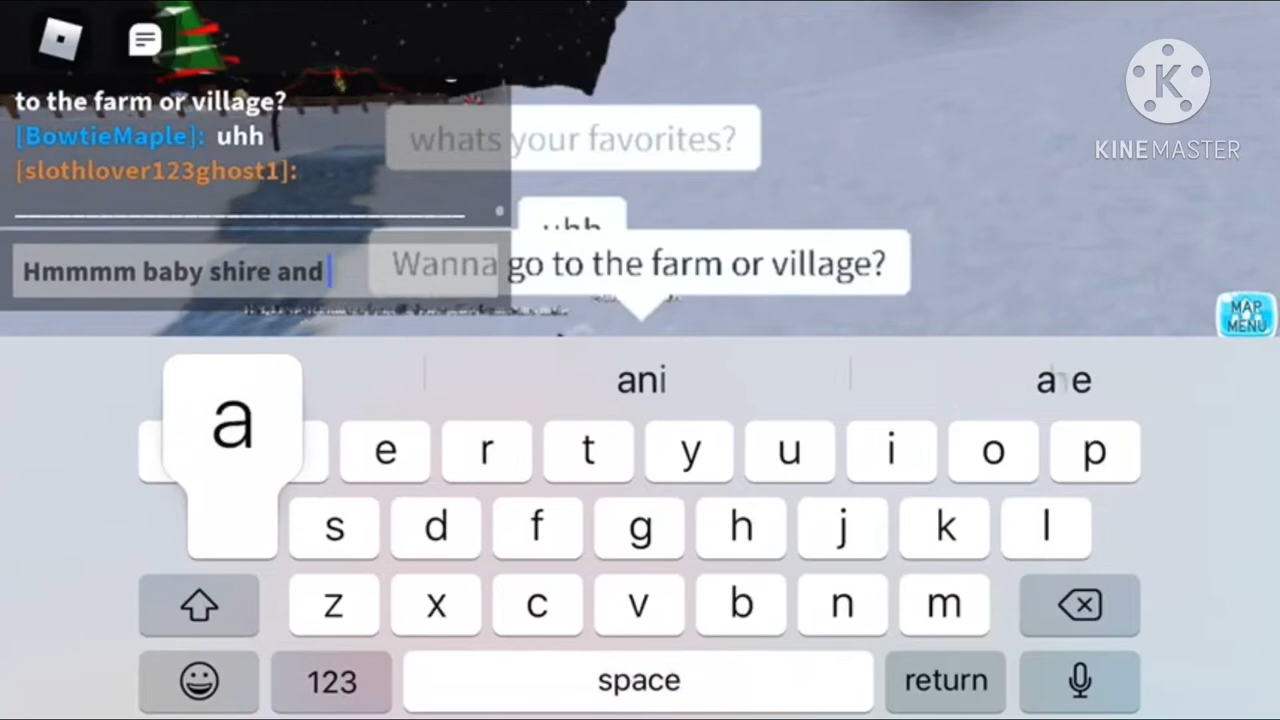 to the farm or village?
[BowtieMaple]: uhh
[slothlover123ghost1]:
Hmmmm baby shire and
whats your favorites?
uhh
Wanna go to the farm or village?
K
KINEMASTER
MAP
MENU
ani
a
e r t y u i o p
s d f g h j k l
z x c v b n m
123 space return